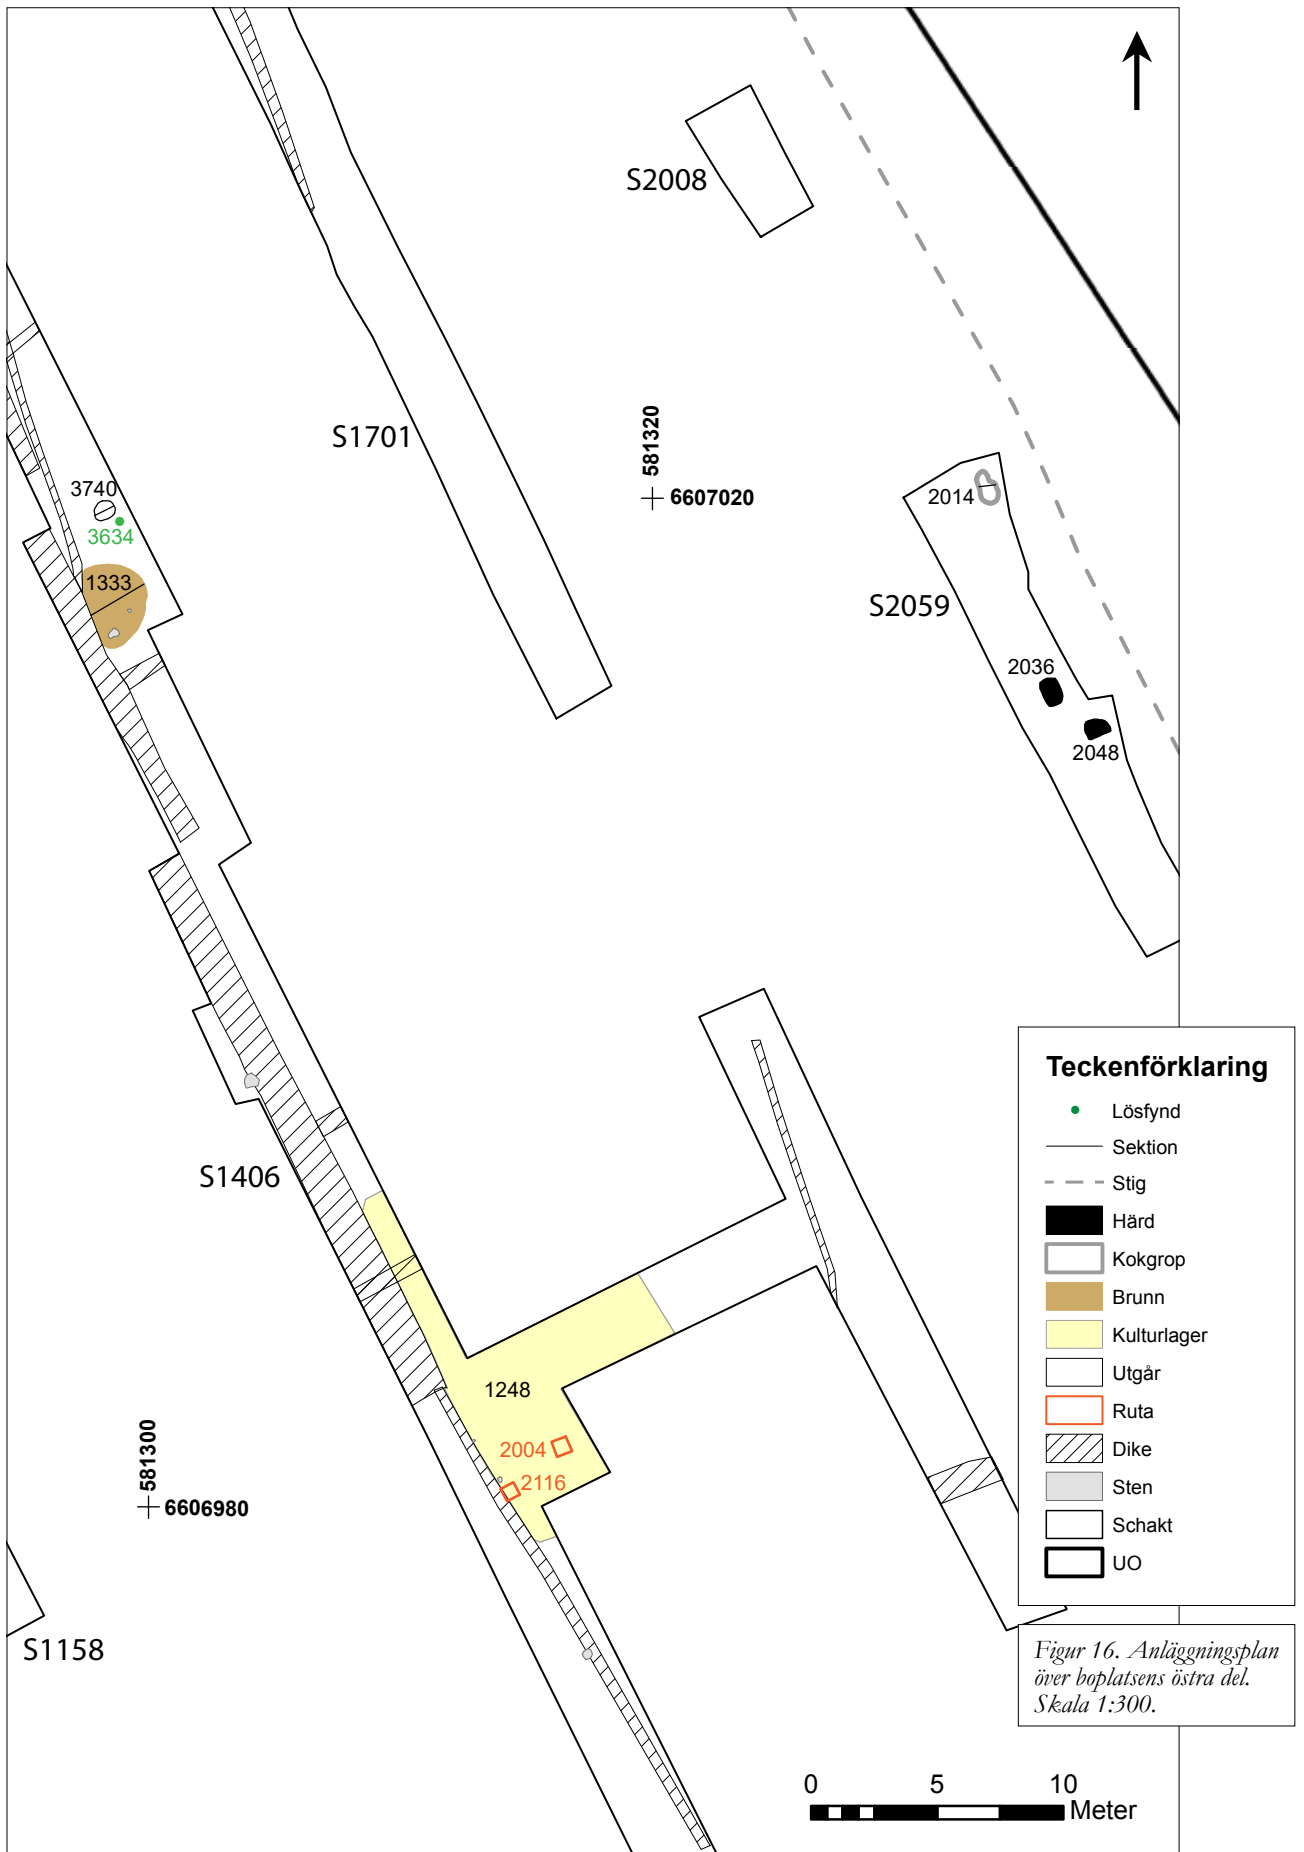 S2008
S1701
581320
6607020
3740
3634
1333
2014
S2059
2036
2048
S1406
1248
2004
2116
581300
6606980
S1158
Teckenförklaring
Lösfynd
Sektion
Stig
Härd
Kokgrop
Brunn
Kulturlager
Utgår
Ruta
Dike
Sten
Schakt
UO
Figur 16. Anläggningsplan
över boplatsens östra del.
Skala 1:300.
0 5 10
Meter